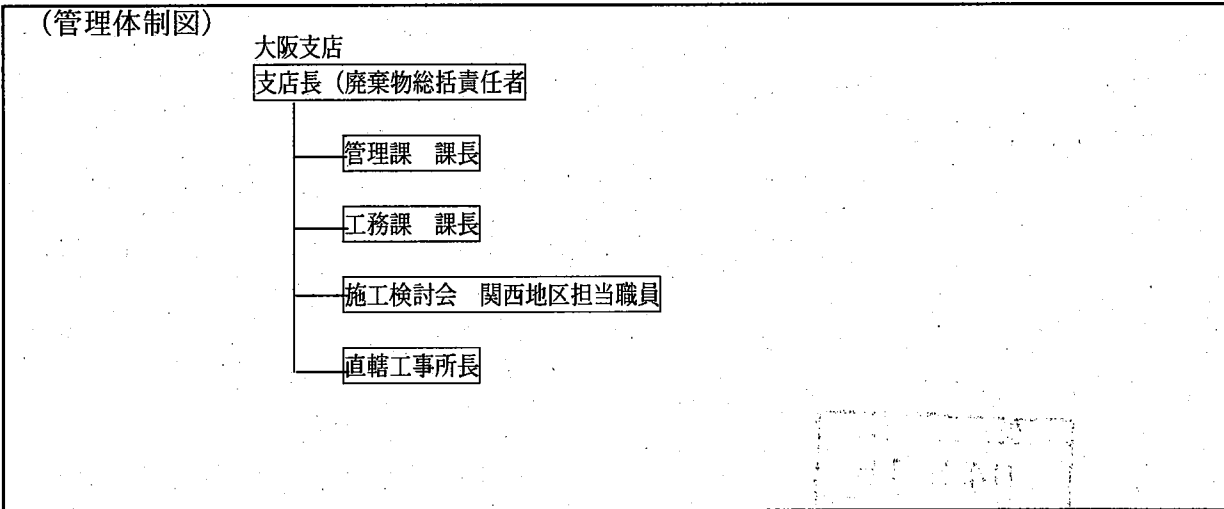 （管理体制図）
大阪支店
支店長（廃棄物総括責任者
管理課　課長
工務課　課長
施工検討会　関西地区担当職員
直轄工事所長